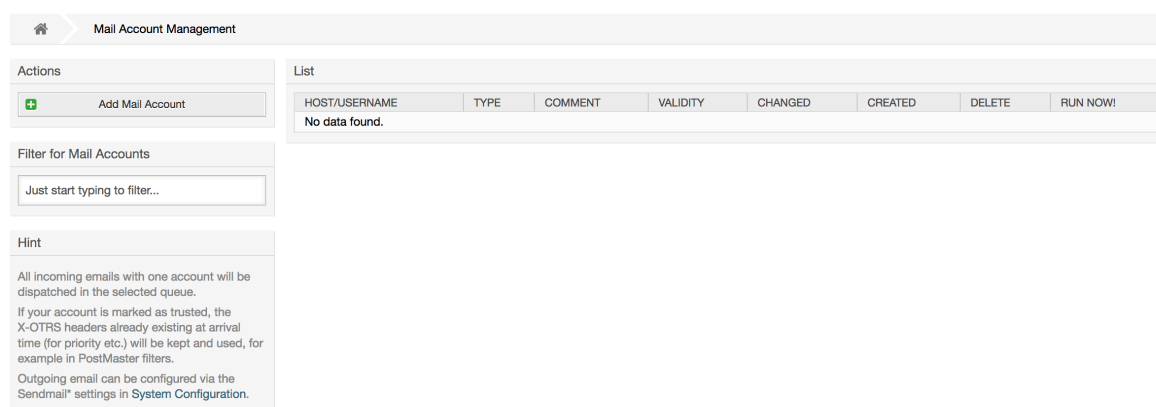 Mail Account Management
Actions
Add Mail Account
Filter for Mail Accounts
Just start typing to filter...
Hint
All incoming emails with one account will be
dispatched in the selected queue.
If your account is marked as trusted, the
X-OTRS headers already existing at arrival
time (for priority etc.) will be kept and used, for
example in PostMaster filters.
Outgoing email can be configured via the
Sendmail* settings in System Configuration.
List
HOST/USERNAME TYPE COMMENT VALIDITY CHANGED CREATED DELETE RUN NOW!
No data found.